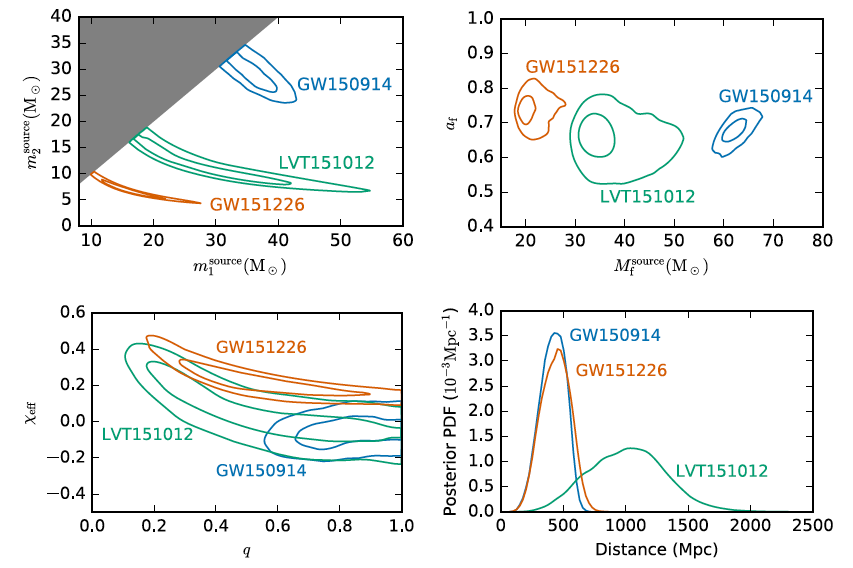 40
35
30
25
20
15
10
5
0
10 20 30 40 50 60
m₂^source(M_⊙)
m₁^source(M_⊙)
GW150914
LVT151012
GW151226
1.0
0.9
0.8
0.7
0.6
0.5
0.4
20 30 40 50 60 70 80
a_f
M_f^source(M_⊙)
GW151226
GW150914
LVT151012
0.6
0.4
0.2
0.0
−0.2
−0.4
0.0 0.2 0.4 0.6 0.8 1.0
χ_eff
q
GW151226
LVT151012
GW150914
4.0
3.5
3.0
2.5
2.0
1.5
1.0
0.5
0.0
0 500 1000 1500 2000 2500
Posterior PDF (10⁻³Mpc⁻¹)
Distance (Mpc)
GW150914
GW151226
LVT151012